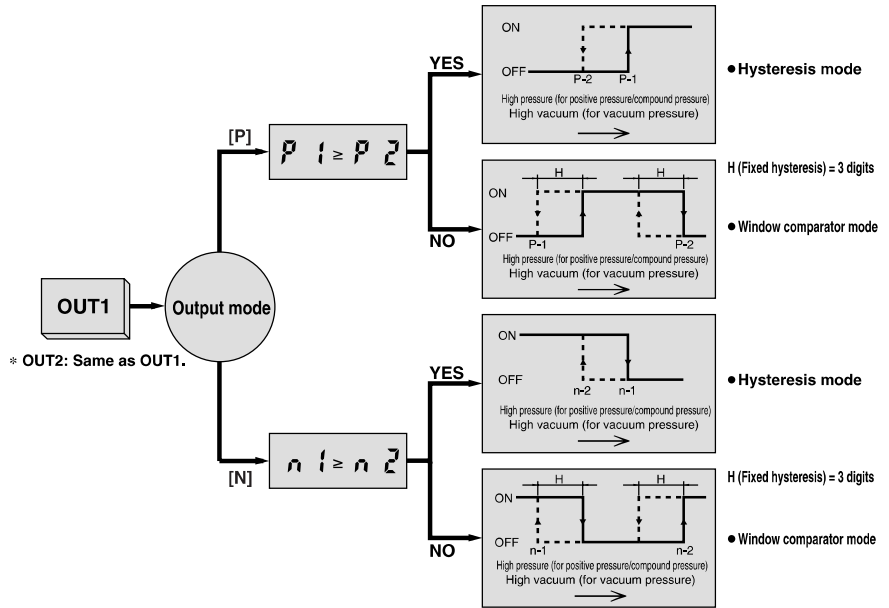 OUT1
* OUT2: Same as OUT1.
Output mode
[P]
P 1 ≥ P 2
YES
ON
OFF
P-2 P-1
High pressure (for positive pressure/compound pressure)
High vacuum (for vacuum pressure)
• Hysteresis mode
NO
H H
ON
OFF
P-1 P-2
High pressure (for positive pressure/compound pressure)
High vacuum (for vacuum pressure)
H (Fixed hysteresis) = 3 digits
• Window comparator mode
[N]
n 1 ≥ n 2
YES
ON
OFF
n-2 n-1
High pressure (for positive pressure/compound pressure)
High vacuum (for vacuum pressure)
• Hysteresis mode
NO
H H
ON
OFF
n-1 n-2
High pressure (for positive pressure/compound pressure)
High vacuum (for vacuum pressure)
H (Fixed hysteresis) = 3 digits
• Window comparator mode